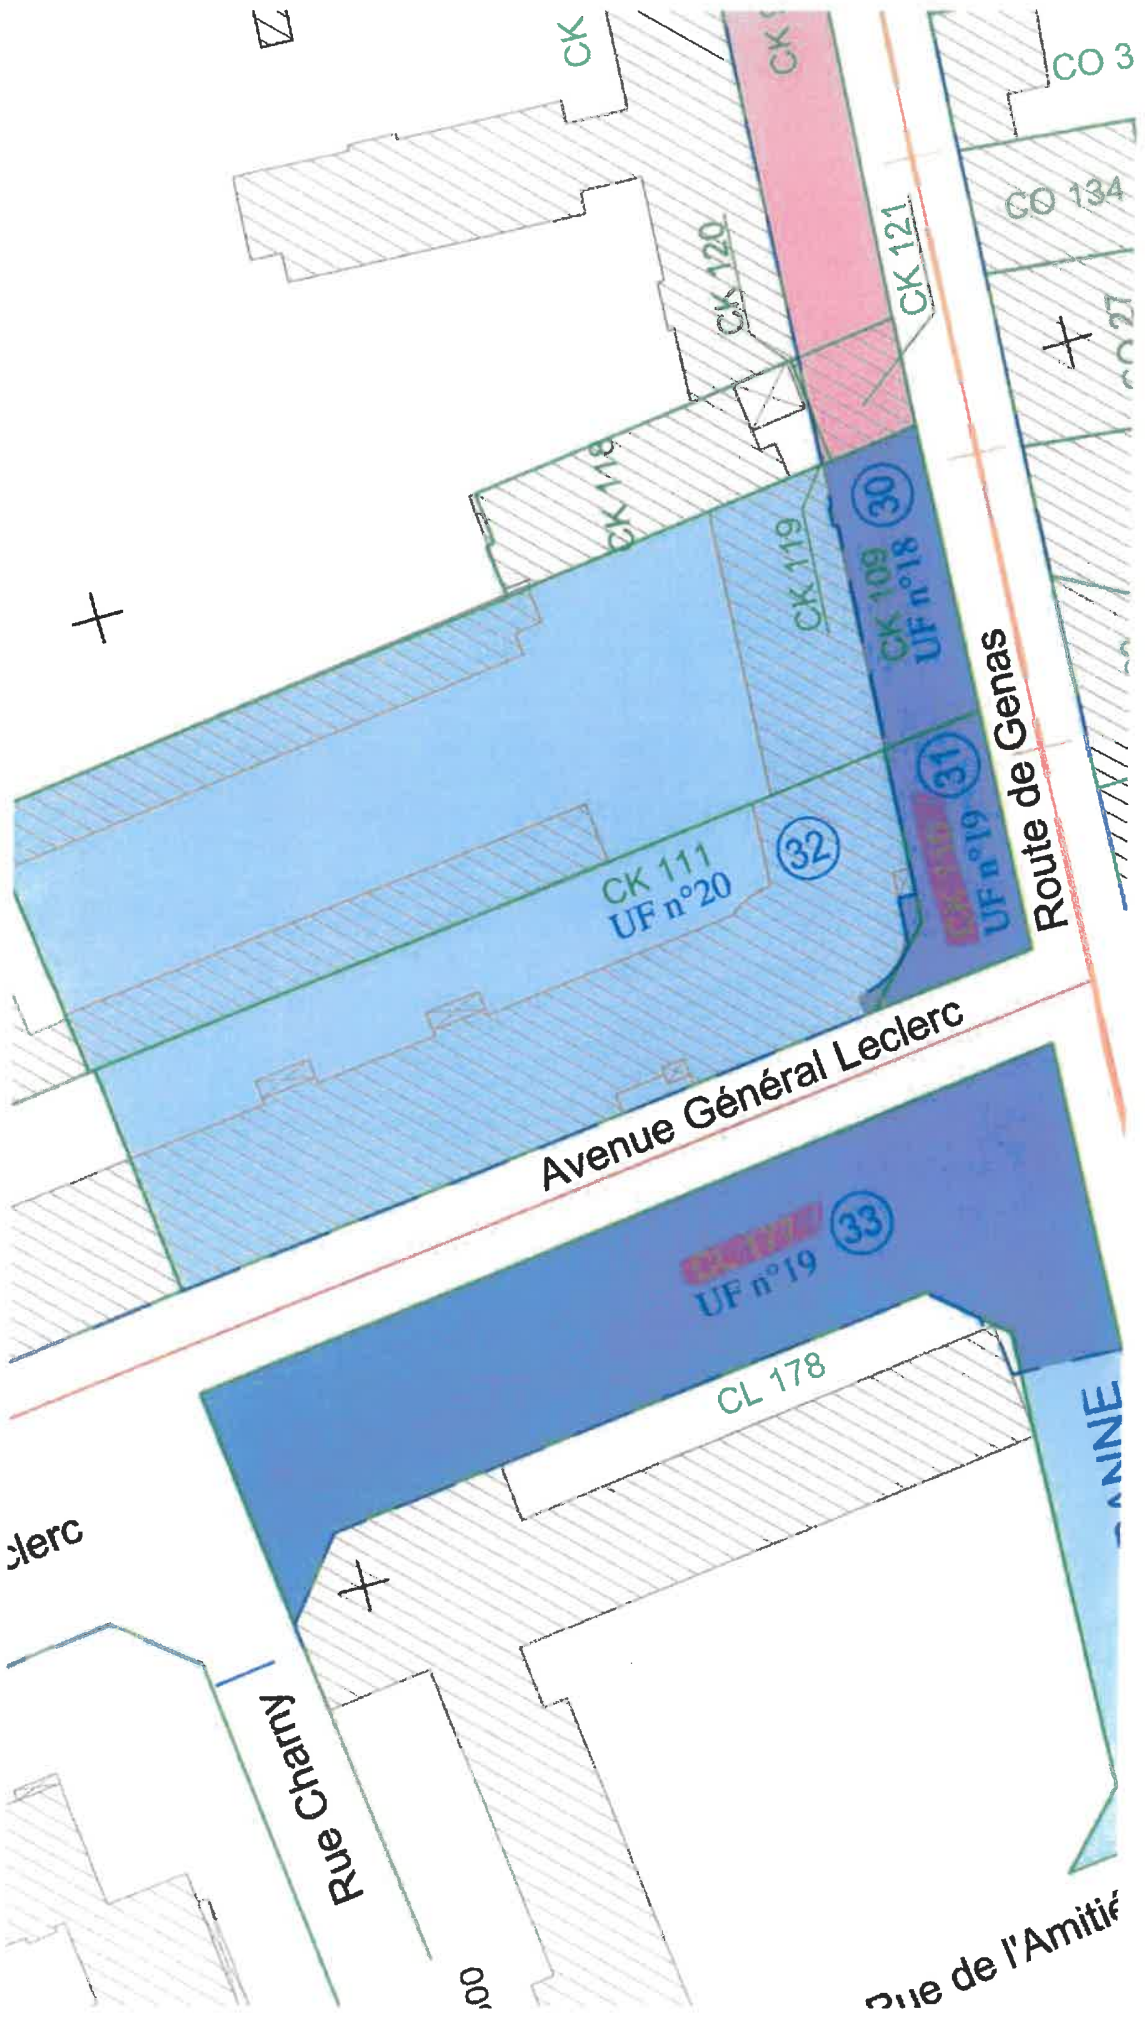 CK
CO 3
CO 134
CK 120
CK 121
CK 118
CK 119
30
CK 109
UF n°18
31
UF n°19
Route de Genas
CK 111
UF n°20
32
Avenue Général Leclerc
33
UF n°19
CL 178
clerc
Rue Charny
00
Rue de l'Amitié